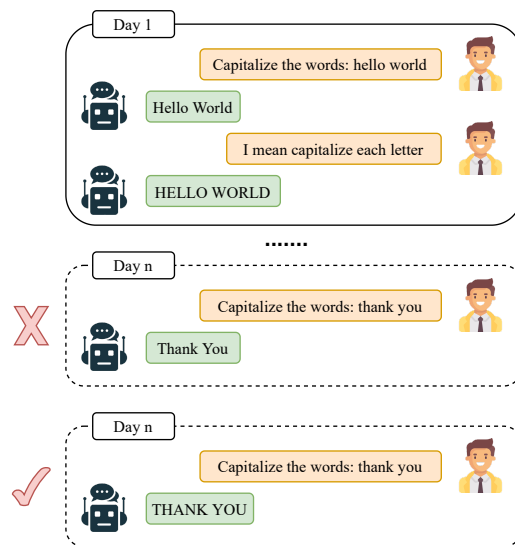 Day 1
Capitalize the words: hello world
Hello World
I mean capitalize each letter
HELLO WORLD
.......
Day n
Capitalize the words: thank you
Thank You
Day n
Capitalize the words: thank you
THANK YOU